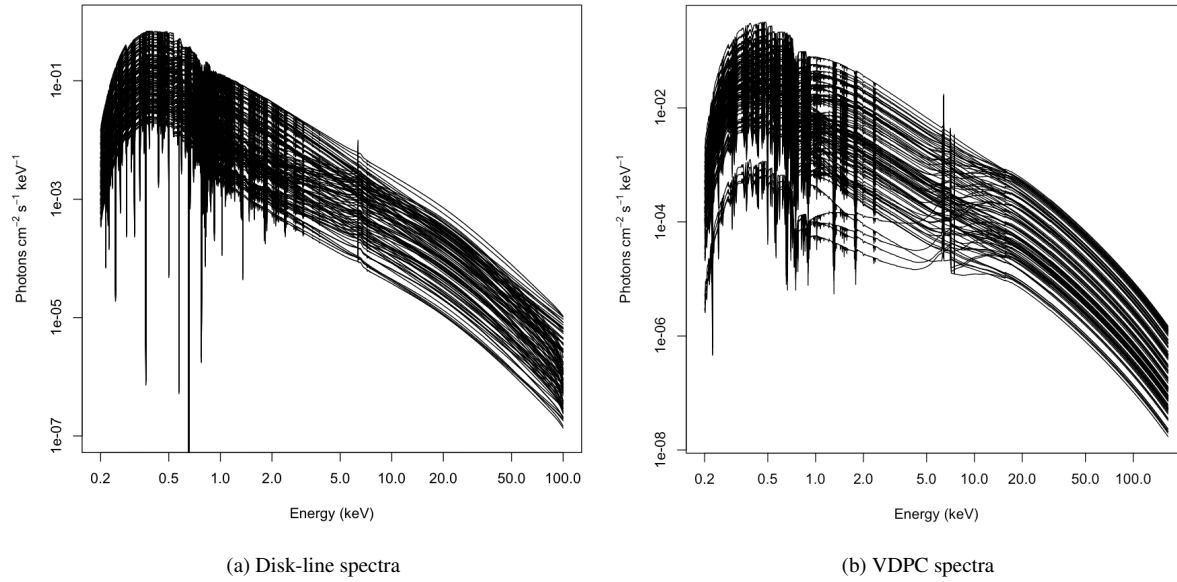 1e-01
1e-03
1e-05
1e-07
Photons cm⁻² s⁻¹ keV⁻¹
0.2 0.5 1.0 2.0 5.0 10.0 20.0 50.0 100.0
Energy (keV)
(a) Disk-line spectra
1e-02
1e-04
1e-06
1e-08
Photons cm⁻² s⁻¹ keV⁻¹
0.2 0.5 1.0 2.0 5.0 10.0 20.0 50.0 100.0
Energy (keV)
(b) VDPC spectra